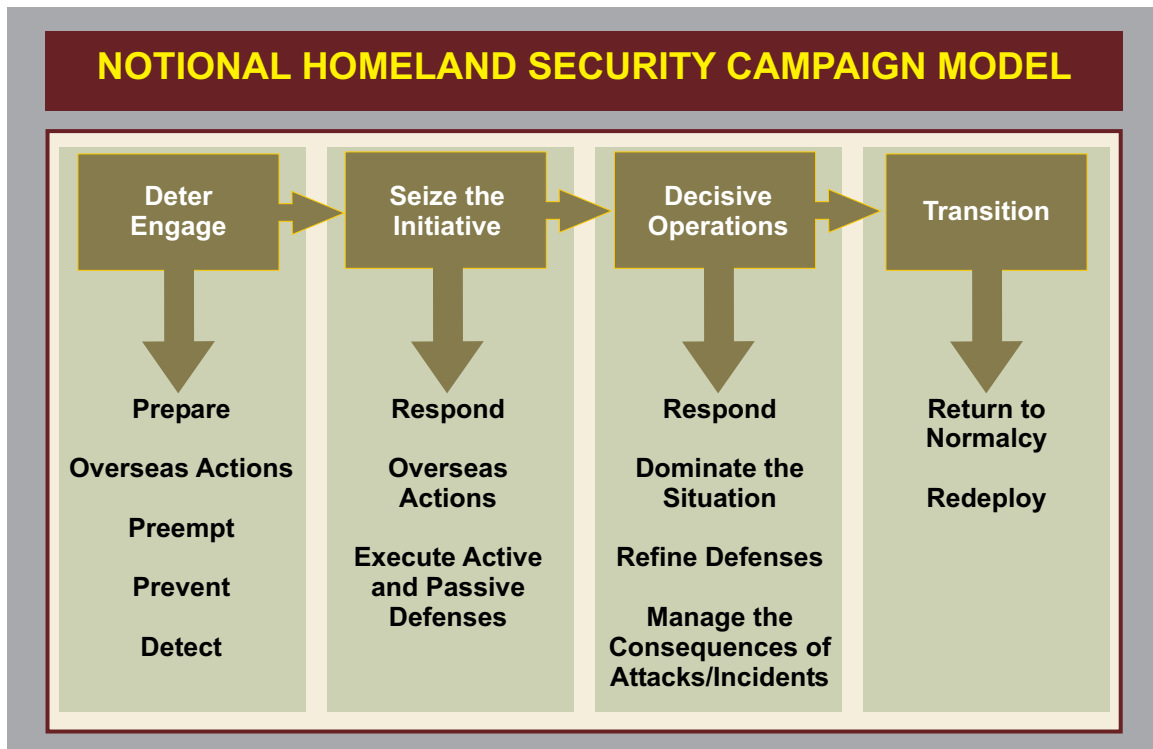 NOTIONAL HOMELAND SECURITY CAMPAIGN MODEL
Deter
Engage
Prepare
Overseas Actions
Preempt
Prevent
Detect
Seize the
Initiative
Respond
Overseas
Actions
Execute Active
and Passive
Defenses
Decisive
Operations
Respond
Dominate the
Situation
Refine Defenses
Manage the
Consequences of
Attacks/Incidents
Transition
Return to
Normalcy
Redeploy